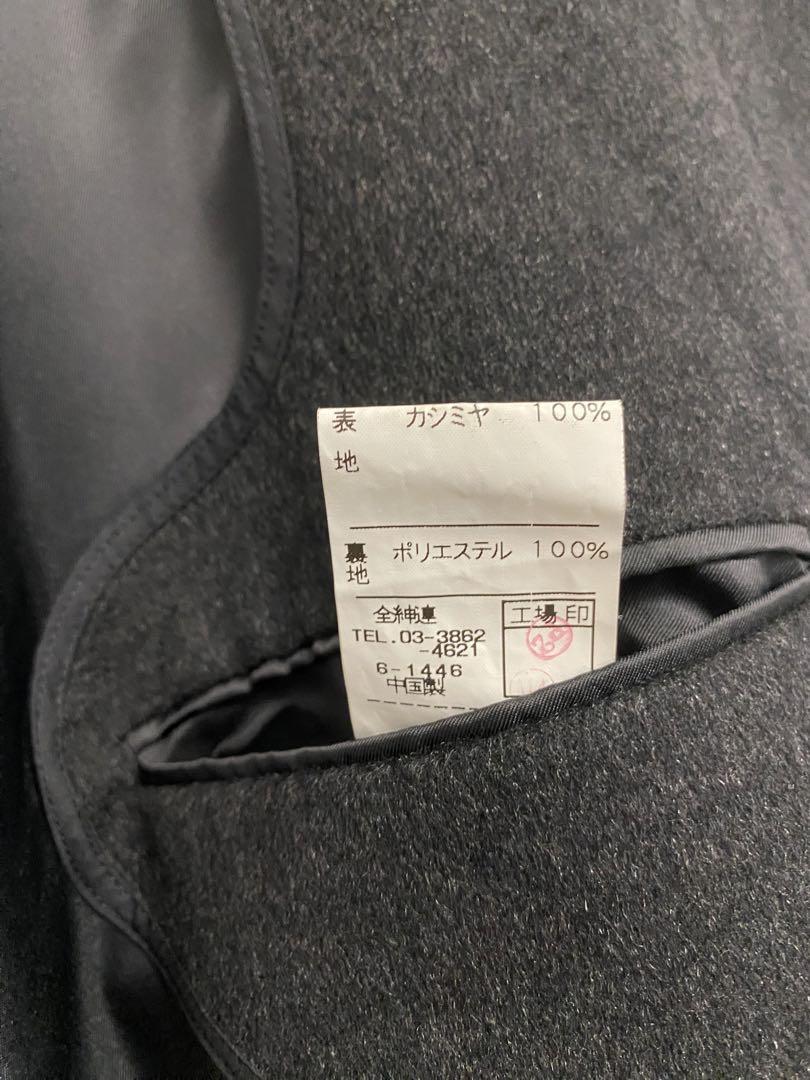 表 カシミヤ 100%
地
裏 ポリエステル 100%
地
全紳連
TEL.03-3862
-4621
6-1446
中国製
工場印